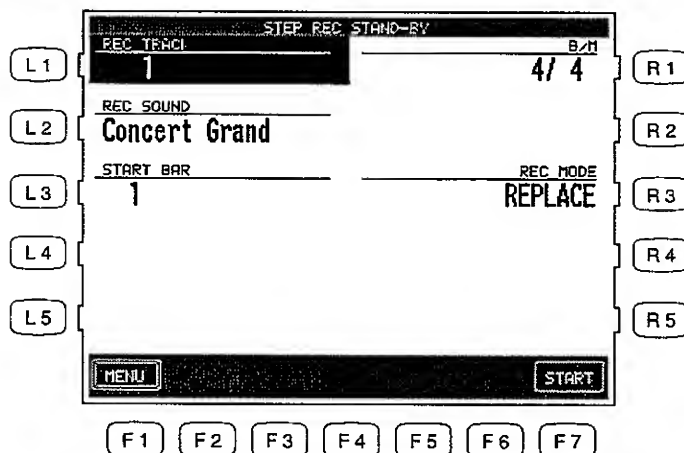 STEP REC STAND-BY
REC TRACK
1
B/M
4/ 4
REC SOUND
Concert Grand
START BAR
1
REC MODE
REPLACE
MENU
START
L1
L2
L3
L4
L5
R1
R2
R3
R4
R5
F1 F2 F3 F4 F5 F6 F7